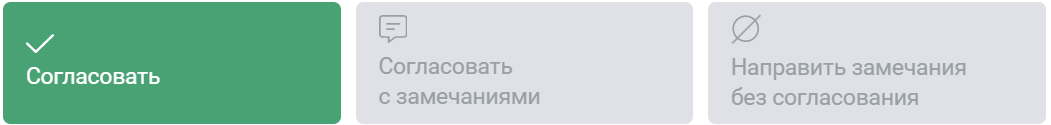 Согласовать
Согласовать
с замечаниями
Направить замечания
без согласования